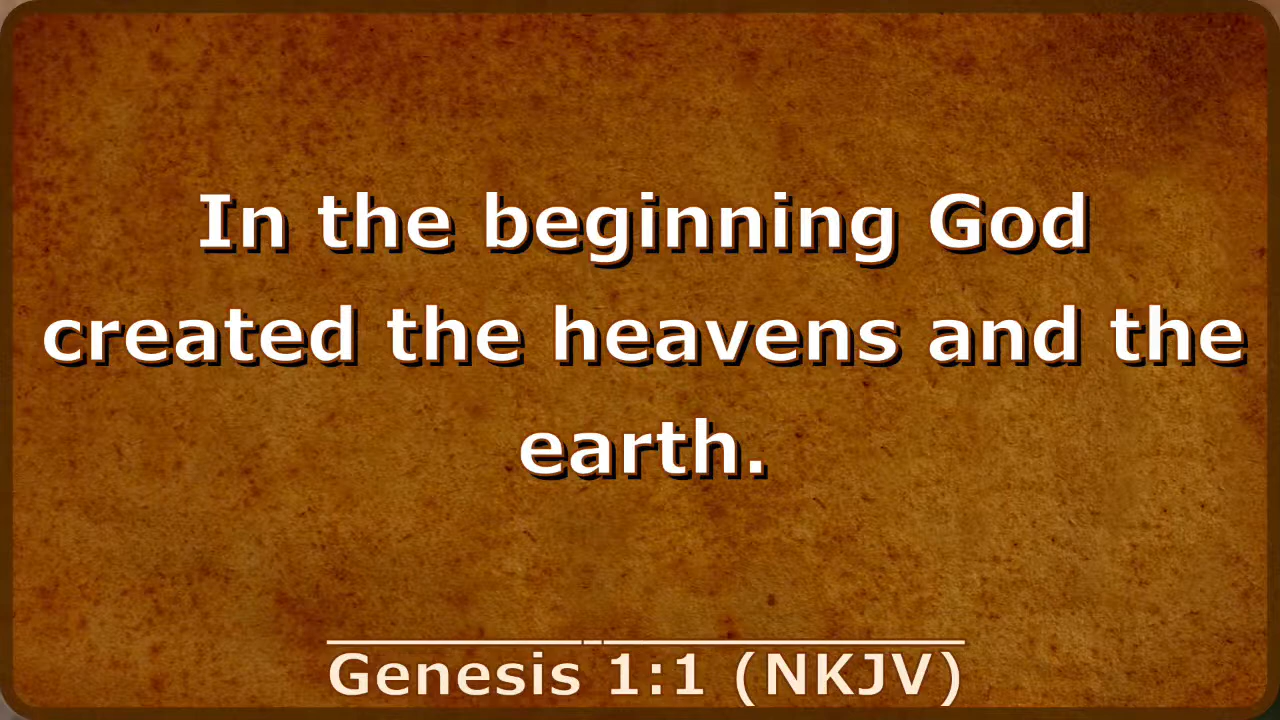 In the beginning God
created the heavens and the
earth.
Genesis 1:1 (NKJV)